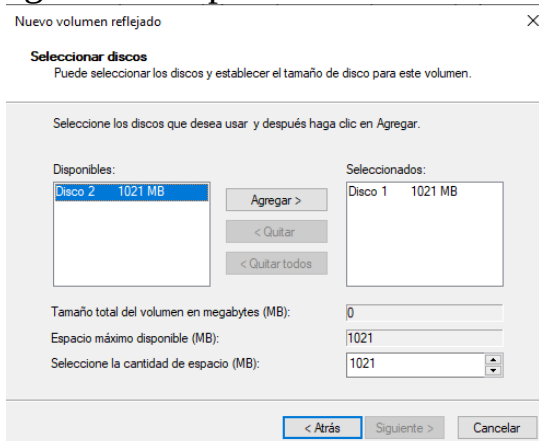 Nuevo volumen reflejado
Seleccionar discos
Puede seleccionar los discos y establecer el tamaño de disco para este volumen.
Seleccione los discos que desea usar y después haga clic en Agregar.
Disponibles:
Seleccionados:
Disco 2 1021 MB
Agregar >
Disco 1 1021 MB
< Quitar
< Quitar todos
Tamaño total del volumen en megabytes (MB): 0
Espacio máximo disponible (MB): 1021
Seleccione la cantidad de espacio (MB): 1021
< Atrás Siguiente > Cancelar